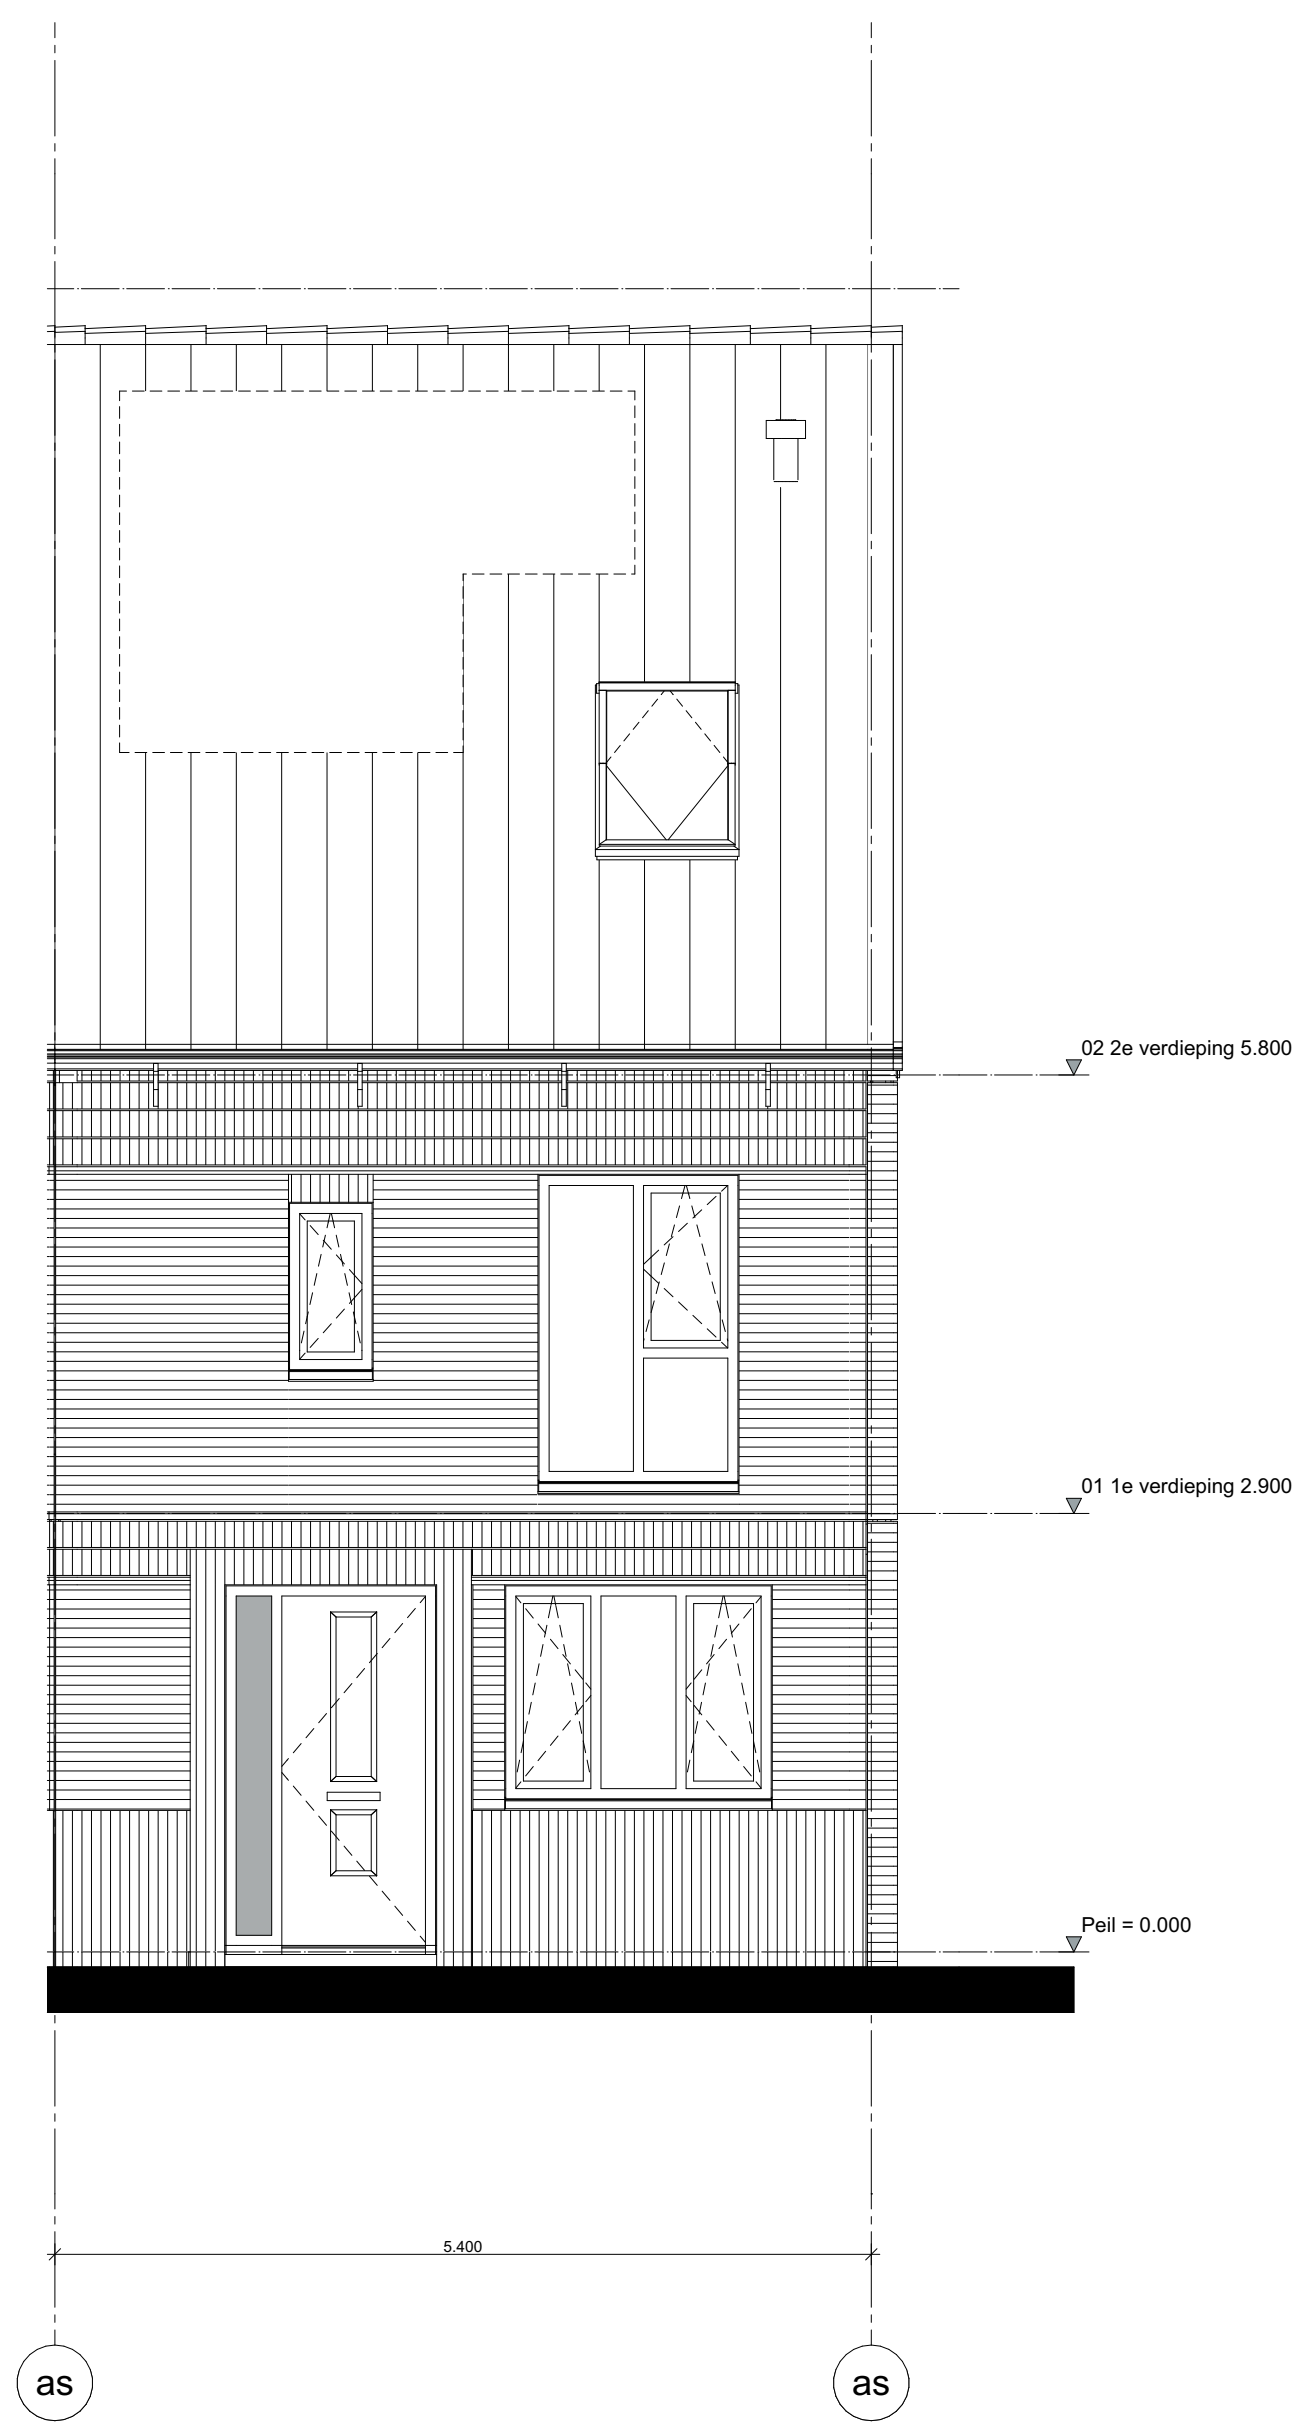 02 2e verdieping 5.800
01 1e verdieping 2.900
Peil = 0.000
5.400
as
as